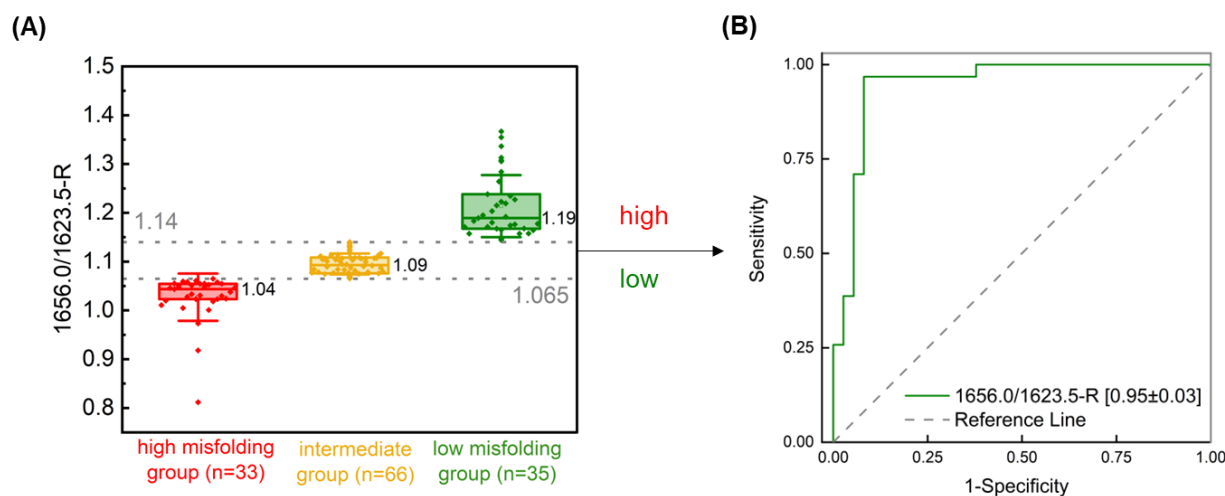 (A)
1.5
1.4
1.3
1.2
1.1
1.0
0.9
0.8
1656.0/1623.5-R
1.14
1.04
1.09
1.19
1.065
high misfolding
group (n=33)
intermediate
group (n=66)
low misfolding
group (n=35)
high
low
(B)
1.00
0.75
0.50
0.25
0.00
Sensitivity
1656.0/1623.5-R [0.95±0.03]
Reference Line
0.00
0.25
0.50
0.75
1.00
1-Specificity